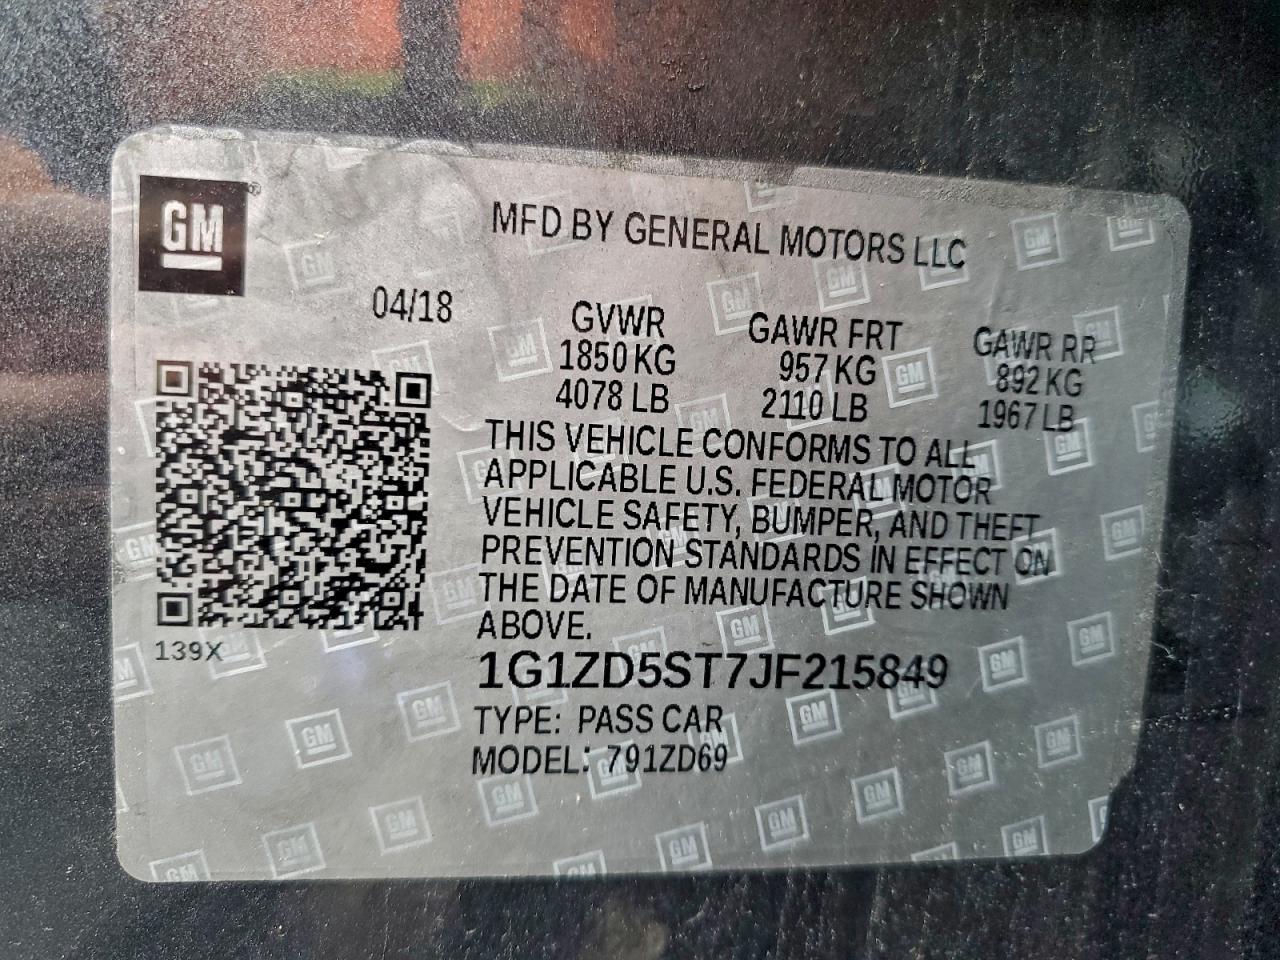 GM
MFD BY GENERAL MOTORS LLC
04/18
GVWR GAWR FRT GAWR RR
1850 KG 957 KG 892 KG
4078 LB 2110 LB 1967 LB
THIS VEHICLE CONFORMS TO ALL
APPLICABLE U.S. FEDERAL MOTOR
VEHICLE SAFETY, BUMPER, AND THEFT
PREVENTION STANDARDS IN EFFECT ON
THE DATE OF MANUFACTURE SHOWN
ABOVE.
139X
1G1ZD5ST7JF215849
TYPE: PASS CAR
MODEL: 791ZD69